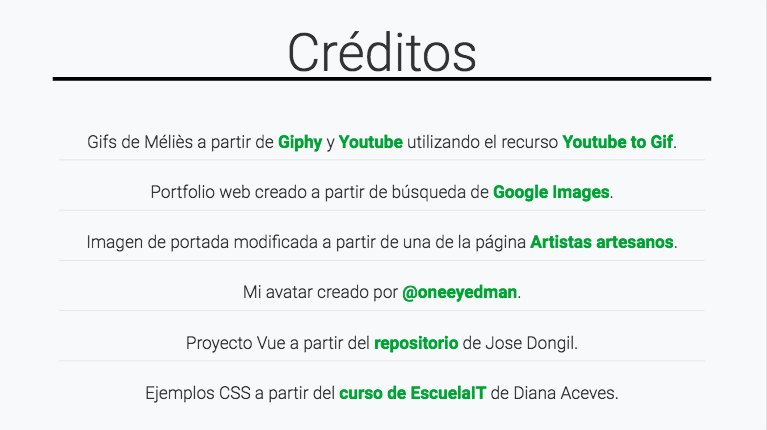 Créditos
Gifs de Méliès a partir de Giphy y Youtube utilizando el recurso Youtube to Gif.
Portfolio web creado a partir de búsqueda de Google Images.
Imagen de portada modificada a partir de una de la página Artistas artesanos.
Mi avatar creado por @oneeyedman.
Proyecto Vue a partir del repositorio de Jose Dongil.
Ejemplos CSS a partir del curso de EscuelaIT de Diana Aceves.